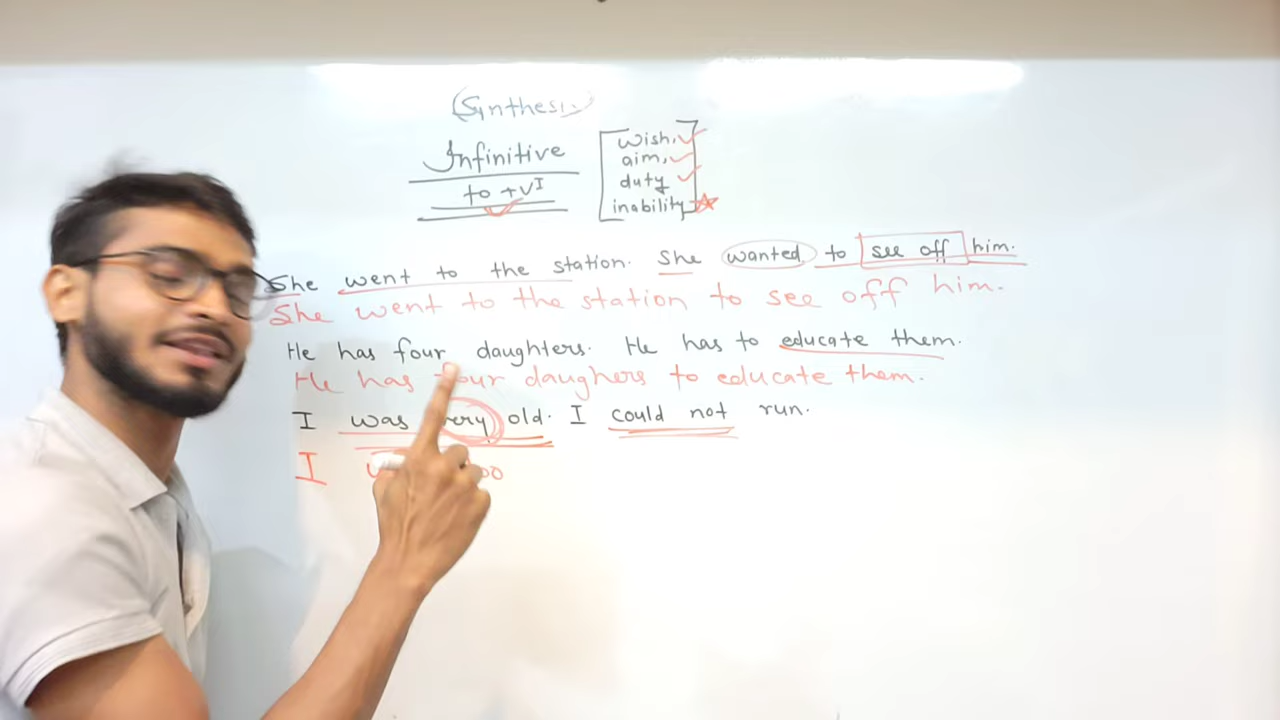 (Synthesis)
Infinitive
to + V I
wish,
aim,
duty
inability
She went to the station. She wanted to see off him.
She went to the station to see off him.
He has four daughters. He has to educate them.
He has four daughers to educate them.
I was very old. I could not run.
I